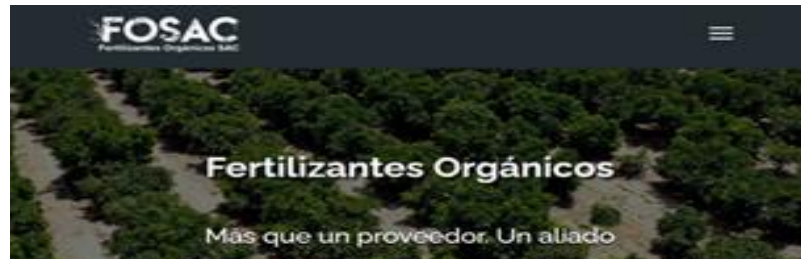 FOSAC
Fertilizantes Orgánicos SAC
Fertilizantes Orgánicos
Más que un proveedor. Un aliado